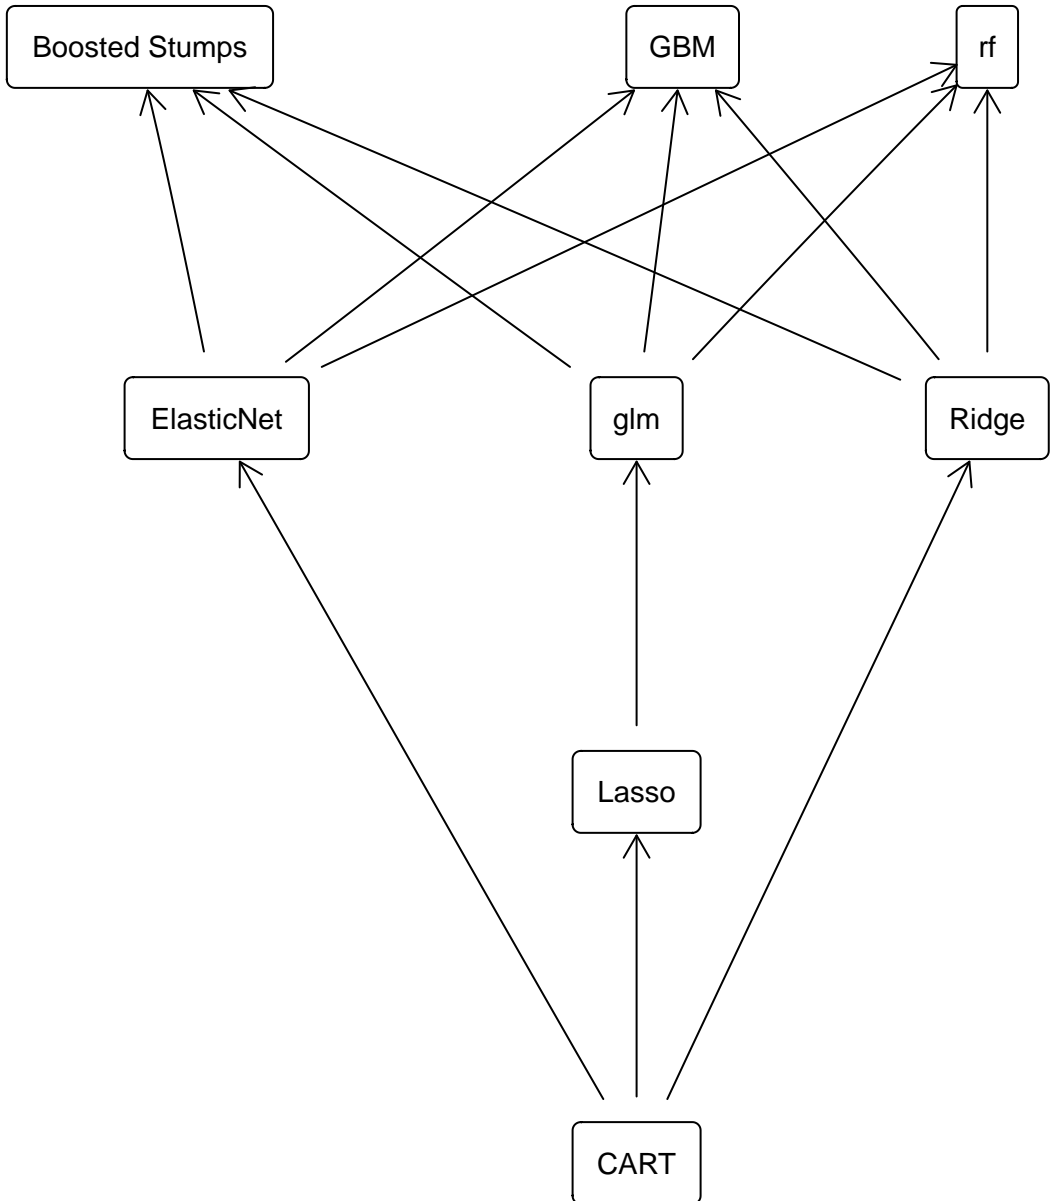 Boosted Stumps
GBM
rf
ElasticNet
glm
Ridge
Lasso
CART